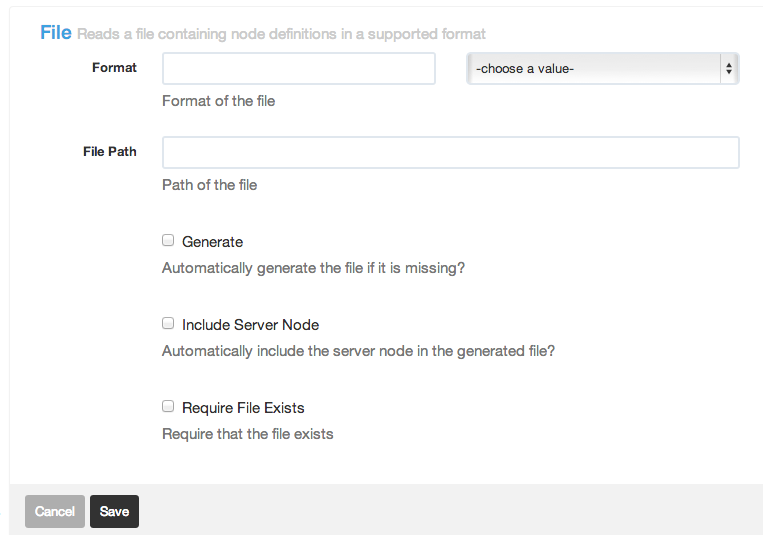 File Reads a file containing node definitions in a supported format
Format -choose a value-
Format of the file
File Path
Path of the file
Generate
Automatically generate the file if it is missing?
Include Server Node
Automatically include the server node in the generated file?
Require File Exists
Require that the file exists
Cancel Save